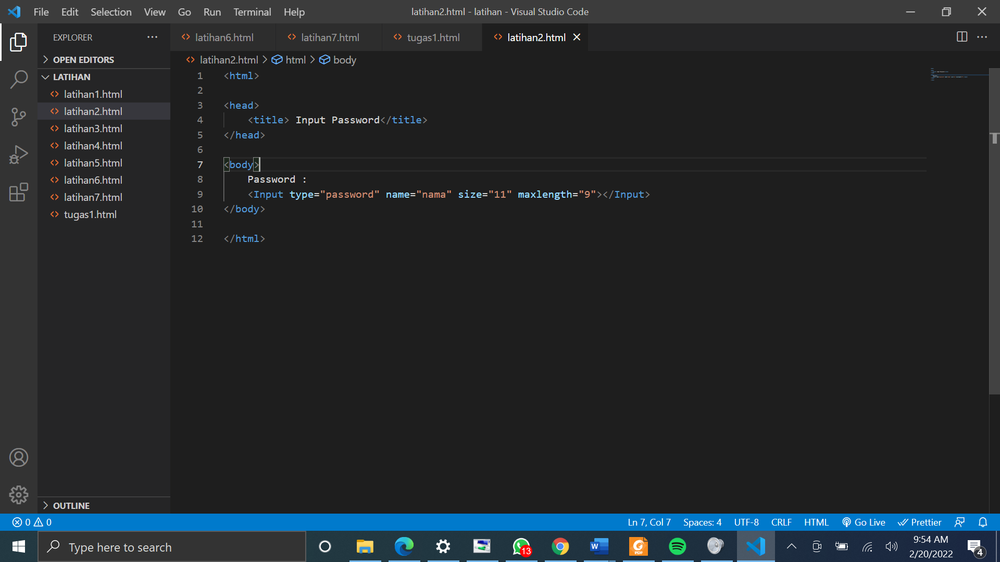 File Edit Selection View Go Run Terminal Help
latihan2.html - latihan - Visual Studio Code
EXPLORER
OPEN EDITORS
LATIHAN
latihan1.html
latihan2.html
latihan3.html
latihan4.html
latihan5.html
latihan6.html
latihan7.html
tugas1.html
OUTLINE
latihan6.html latihan7.html tugas1.html latihan2.html
latihan2.html > html > body
1 <html>
2
3 <head>
4 <title> Input Password</title>
5 </head>
6
7 <body>
8 Password :
9 <Input type="password" name="nama" size="11" maxlength="9"></Input>
10 </body>
11
12 </html>
0 0 Ln 7, Col 7 Spaces: 4 UTF-8 CRLF HTML Go Live Prettier
Type here to search
13
W
PDF
9:54 AM
2/20/2022
4